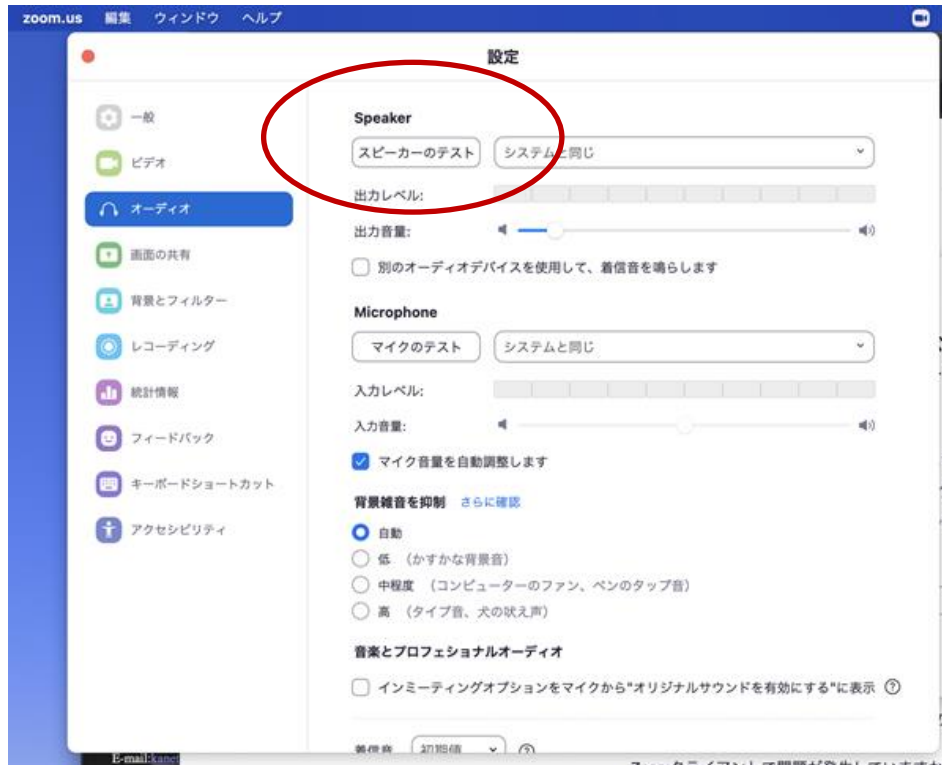 zoom.us 編集 ウィンドウ ヘルプ
設定
一般
ビデオ
オーディオ
画面の共有
背景とフィルター
レコーディング
統計情報
フィードバック
キーボードショートカット
アクセシビリティ
Speaker
スピーカーのテスト システムと同じ
出力レベル:
出力音量:
別のオーディオデバイスを使用して、着信音を鳴らします
Microphone
マイクのテスト システムと同じ
入力レベル:
入力音量:
マイク音量を自動調整します
背景雑音を抑制 さらに確認
自動
低 (かすかな背景音)
中程度 (コンピューターのファン、ペンのタップ音)
高 (タイプ音、犬の吠え声)
音楽とプロフェショナルオーディオ
インミーティングオプションをマイクから"オリジナルサウンドを有効にする"に表示
着信音 初期値
E-mail:kanet